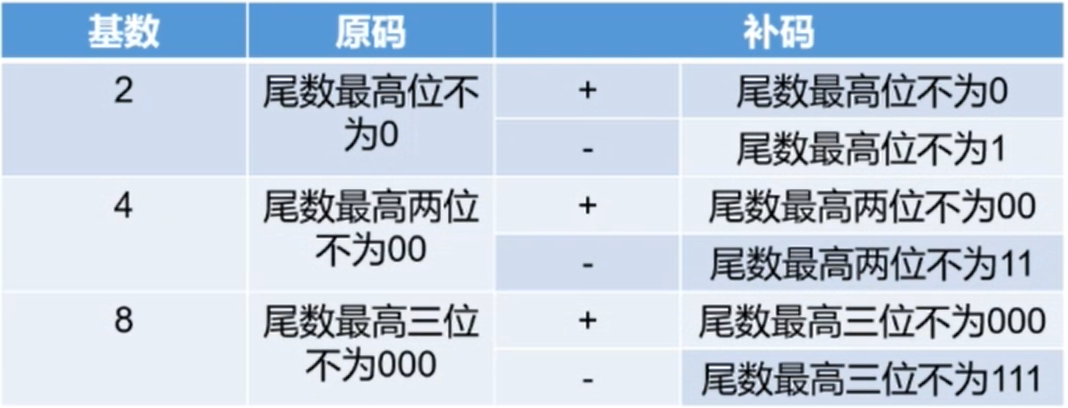 基数 原码 补码
2 尾数最高位不为0 + 尾数最高位不为0
- 尾数最高位不为1
4 尾数最高两位不为00 + 尾数最高两位不为00
- 尾数最高两位不为11
8 尾数最高三位不为000 + 尾数最高三位不为000
- 尾数最高三位不为111